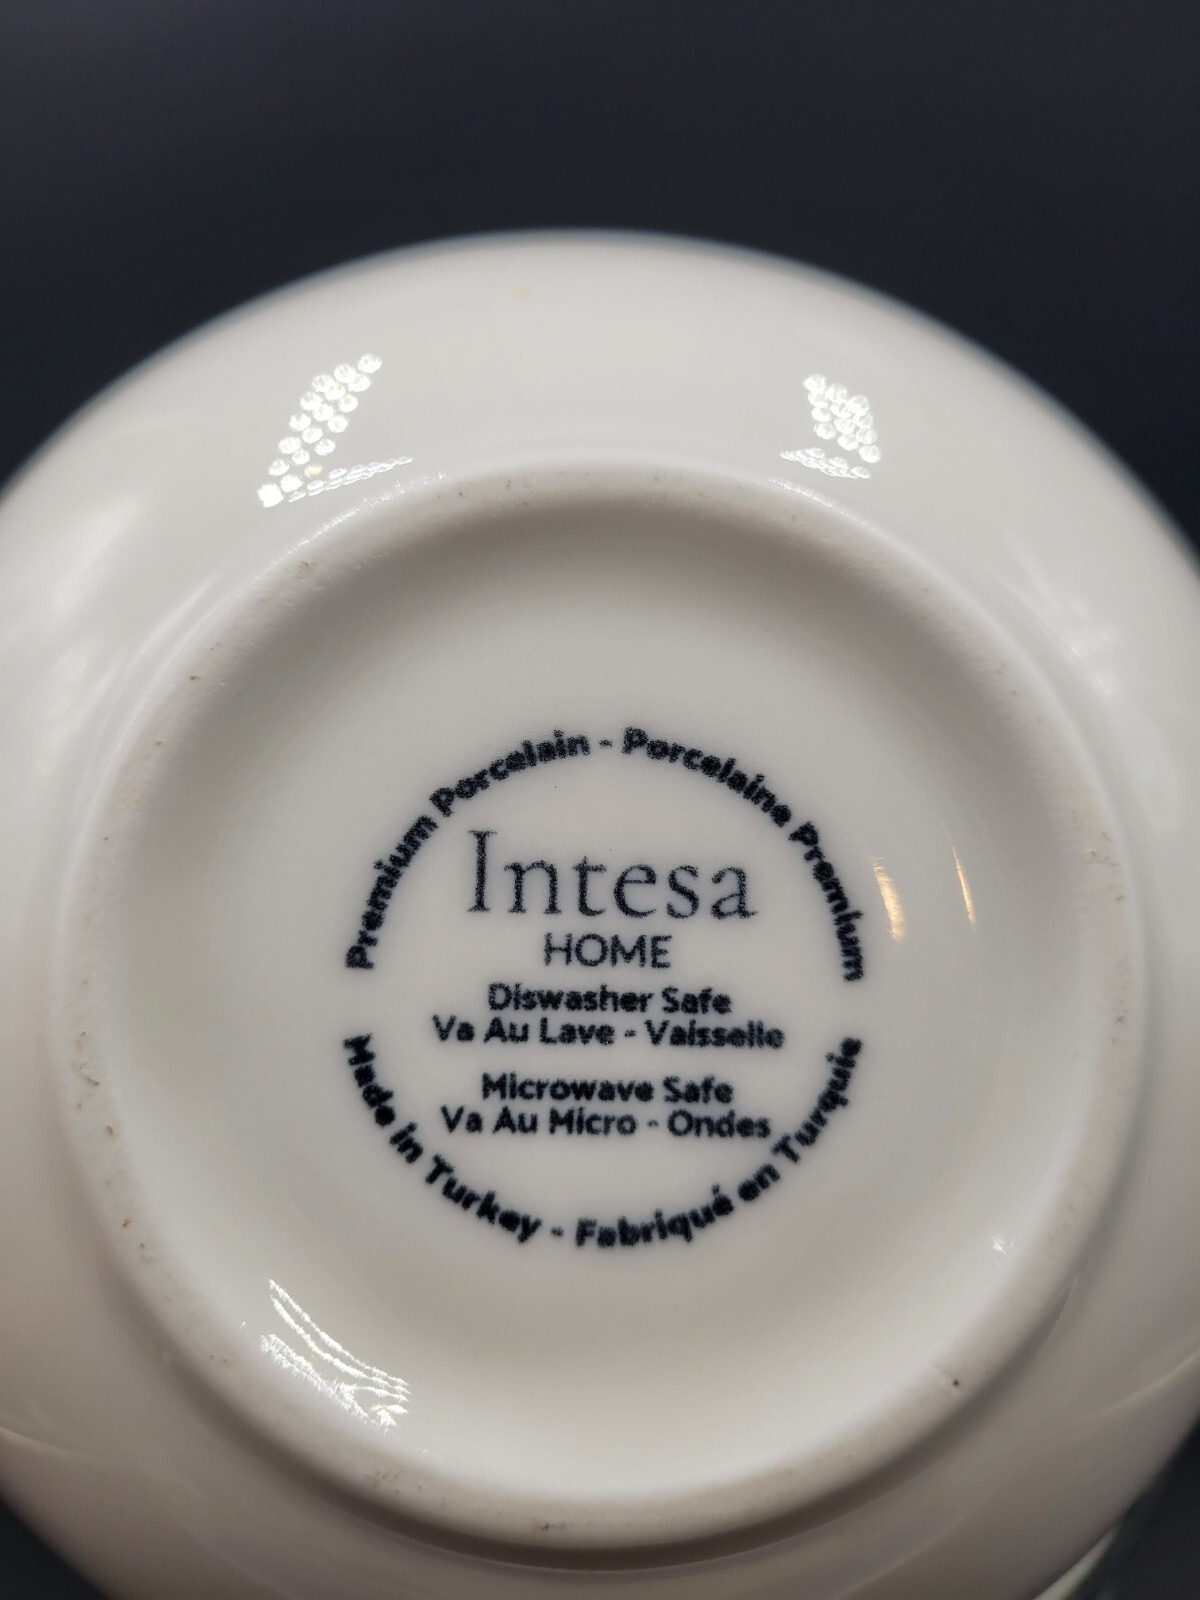 Premium Porcelain - Porcelaine Premium
Intesa
HOME
Diswasher Safe
Va Au Lave - Vaisselle
Microwave Safe
Va Au Micro - Ondes
Made in Turkey - Fabriqué en Turquie